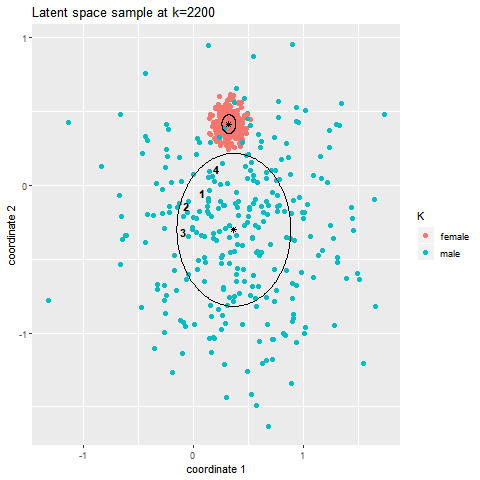 Latent space sample at k=2200
1
0
-1
coordinate 2
4
1
2
3
-1
0
1
coordinate 1
K
female
male